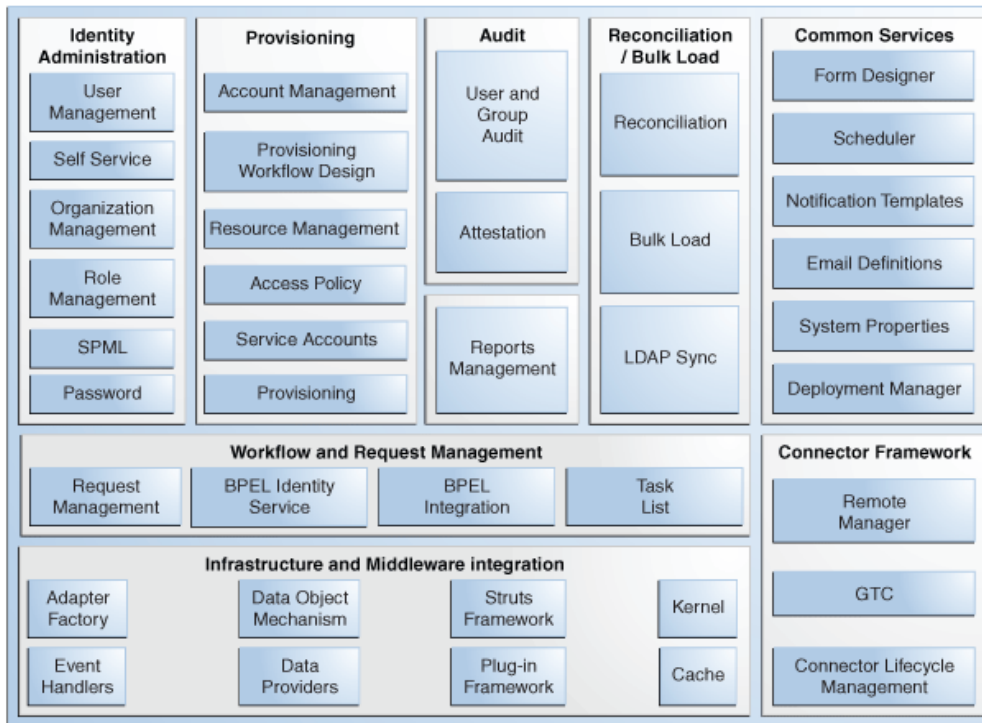 Identity
Administration
User
Management
Self Service
Organization
Management
Role
Management
SPML
Password
Provisioning
Account Management
Provisioning
Workflow Design
Resource Management
Access Policy
Service Accounts
Provisioning
Audit
User and
Group
Audit
Attestation
Reports
Management
Reconciliation
/ Bulk Load
Reconciliation
Bulk Load
LDAP Sync
Common Services
Form Designer
Scheduler
Notification Templates
Email Definitions
System Properties
Deployment Manager
Workflow and Request Management
Request
Management
BPEL Identity
Service
BPEL
Integration
Task
List
Connector Framework
Remote
Manager
GTC
Connector Lifecycle
Management
Infrastructure and Middleware integration
Adapter
Factory
Data Object
Mechanism
Struts
Framework
Kernel
Event
Handlers
Data
Providers
Plug-in
Framework
Cache